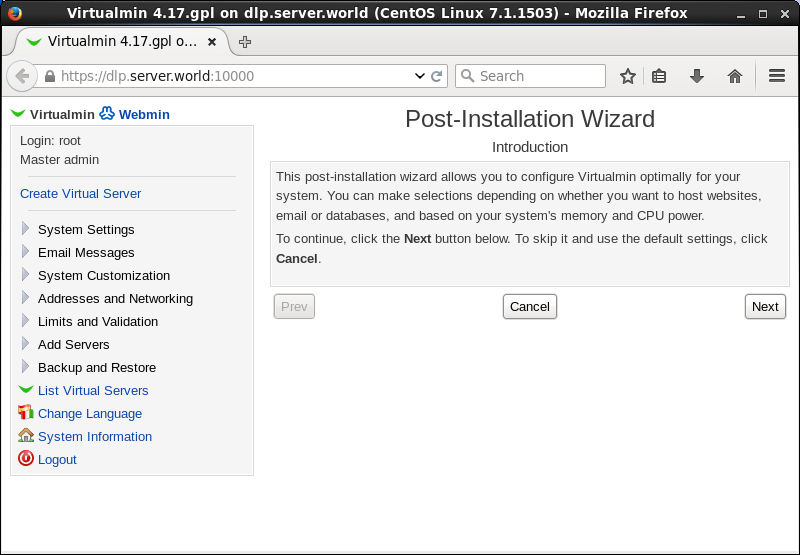 Virtualmin 4.17.gpl on dlp.server.world (CentOS Linux 7.1.1503) - Mozilla Firefox
Virtualmin 4.17.gpl o...
https://dlp.server.world:10000
Search
Virtualmin Webmin
Login: root
Master admin
Create Virtual Server
System Settings
Email Messages
System Customization
Addresses and Networking
Limits and Validation
Add Servers
Backup and Restore
List Virtual Servers
Change Language
System Information
Logout
Post-Installation Wizard
Introduction
This post-installation wizard allows you to configure Virtualmin optimally for your
system. You can make selections depending on whether you want to host websites,
email or databases, and based on your system's memory and CPU power.
To continue, click the Next button below. To skip it and use the default settings, click
Cancel.
Prev Cancel Next